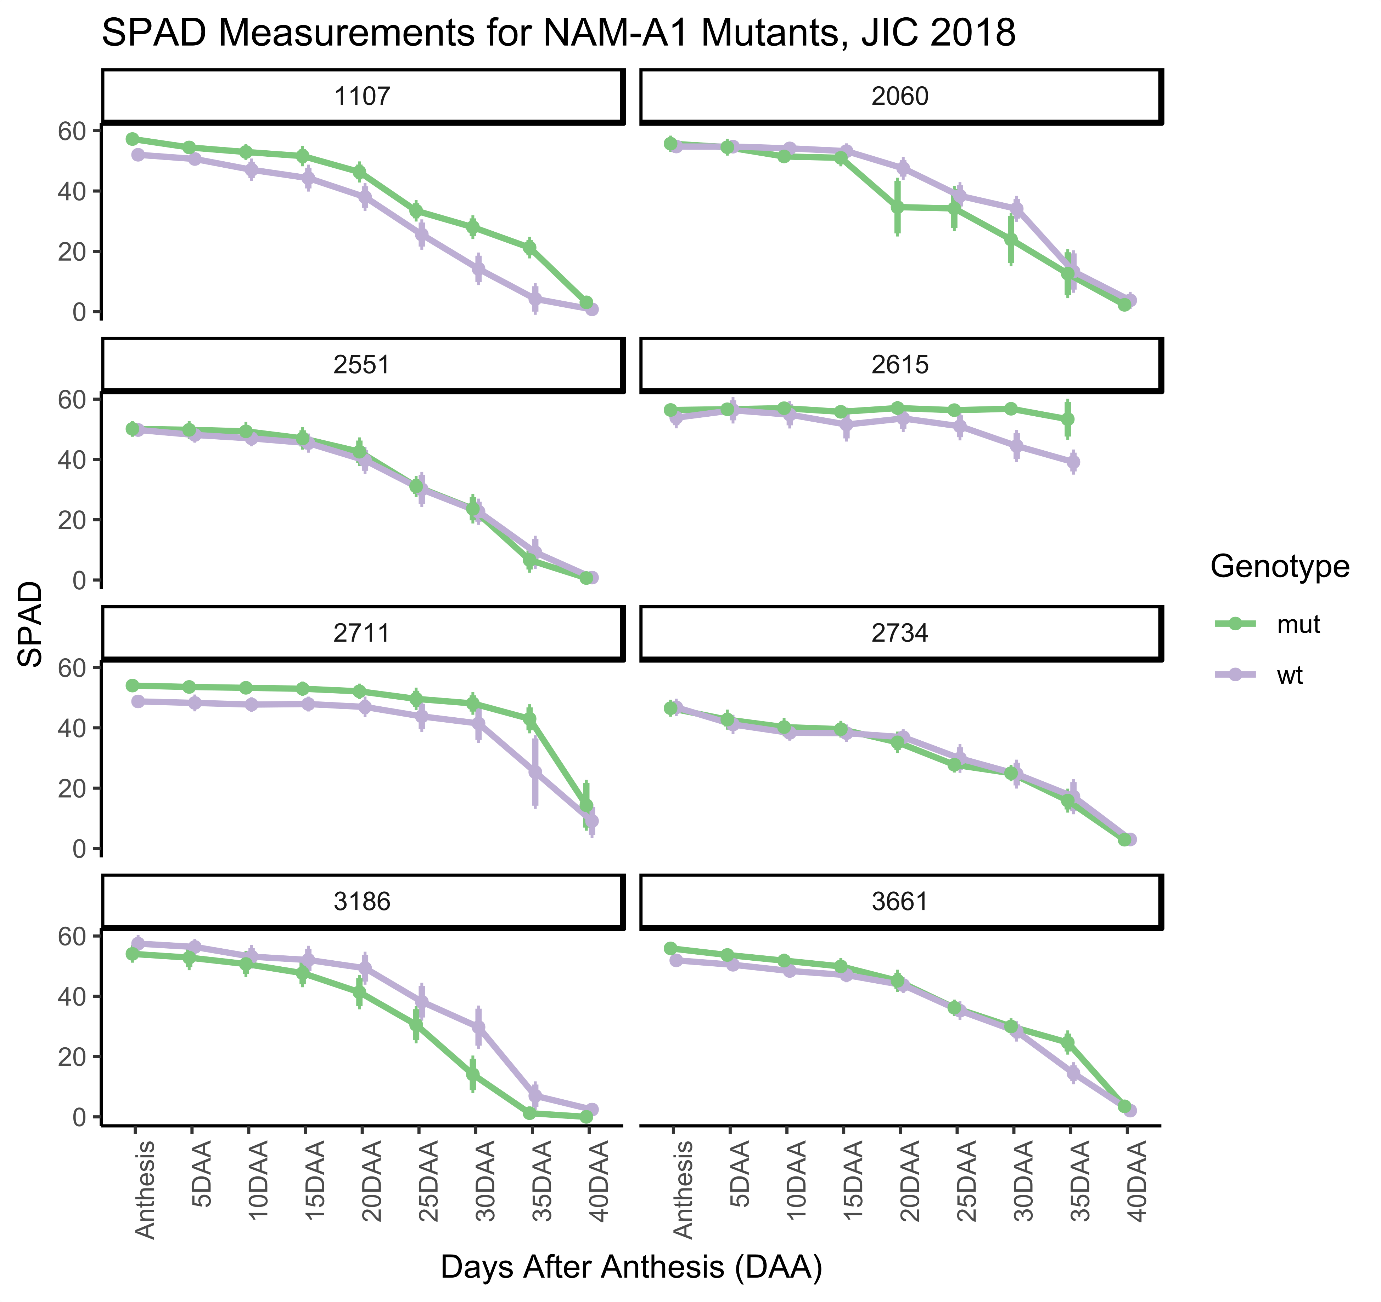 SPAD Measurements for NAM-A1 Mutants, JIC 2018
1107
2060
60
40
20
0
2551
2615
60
40
20
0
2711
2734
60
40
20
0
3186
3661
60
40
20
0
SPAD
Anthesis
5DAA
10DAA
15DAA
20DAA
25DAA
30DAA
35DAA
40DAA
Anthesis
5DAA
10DAA
15DAA
20DAA
25DAA
30DAA
35DAA
40DAA
Days After Anthesis (DAA)
Genotype
mut
wt